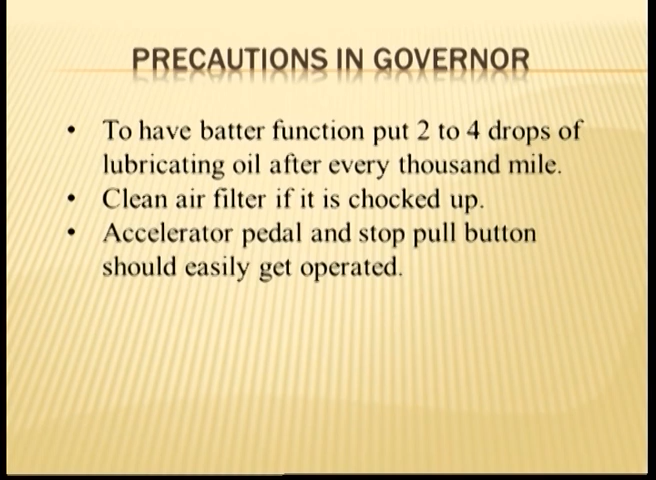 PRECAUTIONS IN GOVERNOR
• To have batter function put 2 to 4 drops of
lubricating oil after every thousand mile.
• Clean air filter if it is chocked up.
• Accelerator pedal and stop pull button
should easily get operated.